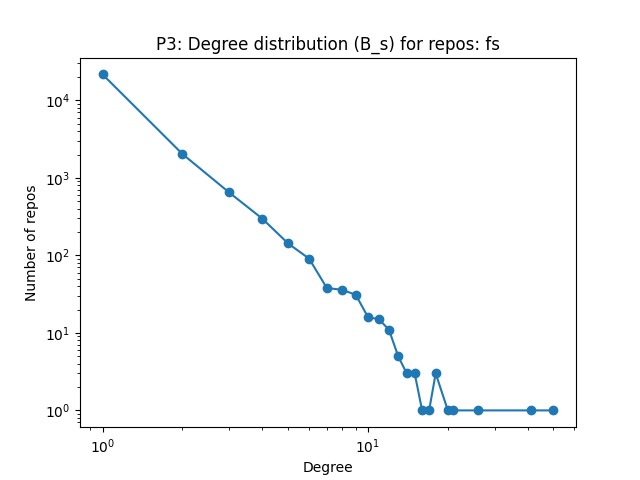 P3: Degree distribution (B_s) for repos: fs
Number of repos
10^4
10^3
10^2
10^1
10^0
10^0 10^1
Degree